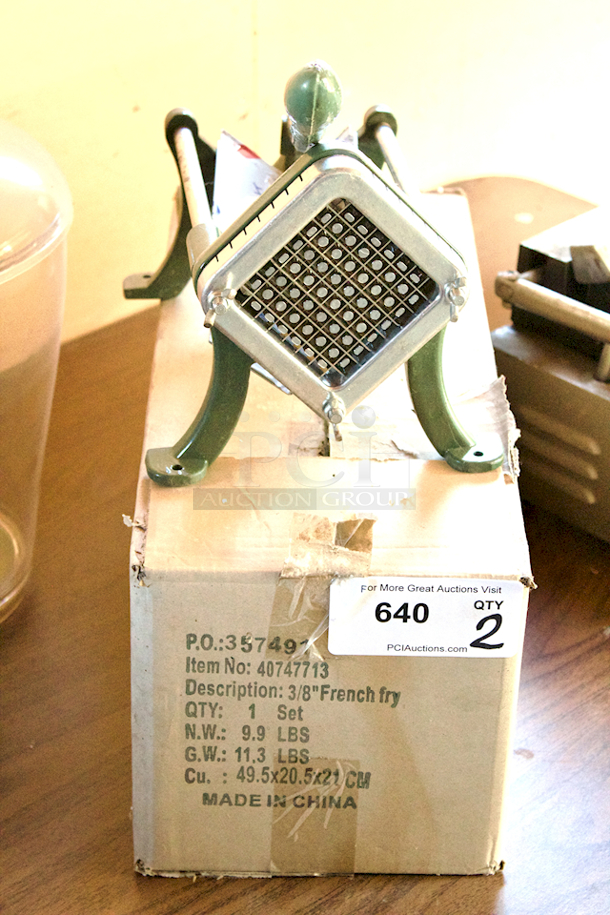 PCI
AUCTION GROUP
For More Great Auctions Visit
640
QTY
2
PCIAuctions.com
P.O.:357491
Item No: 40747713
Description: 3/8"French fry
QTY: 1 Set
N.W.: 9.9 LBS
G.W.: 11.3 LBS
Cu. : 49.5x20.5x21 CM
MADE IN CHINA